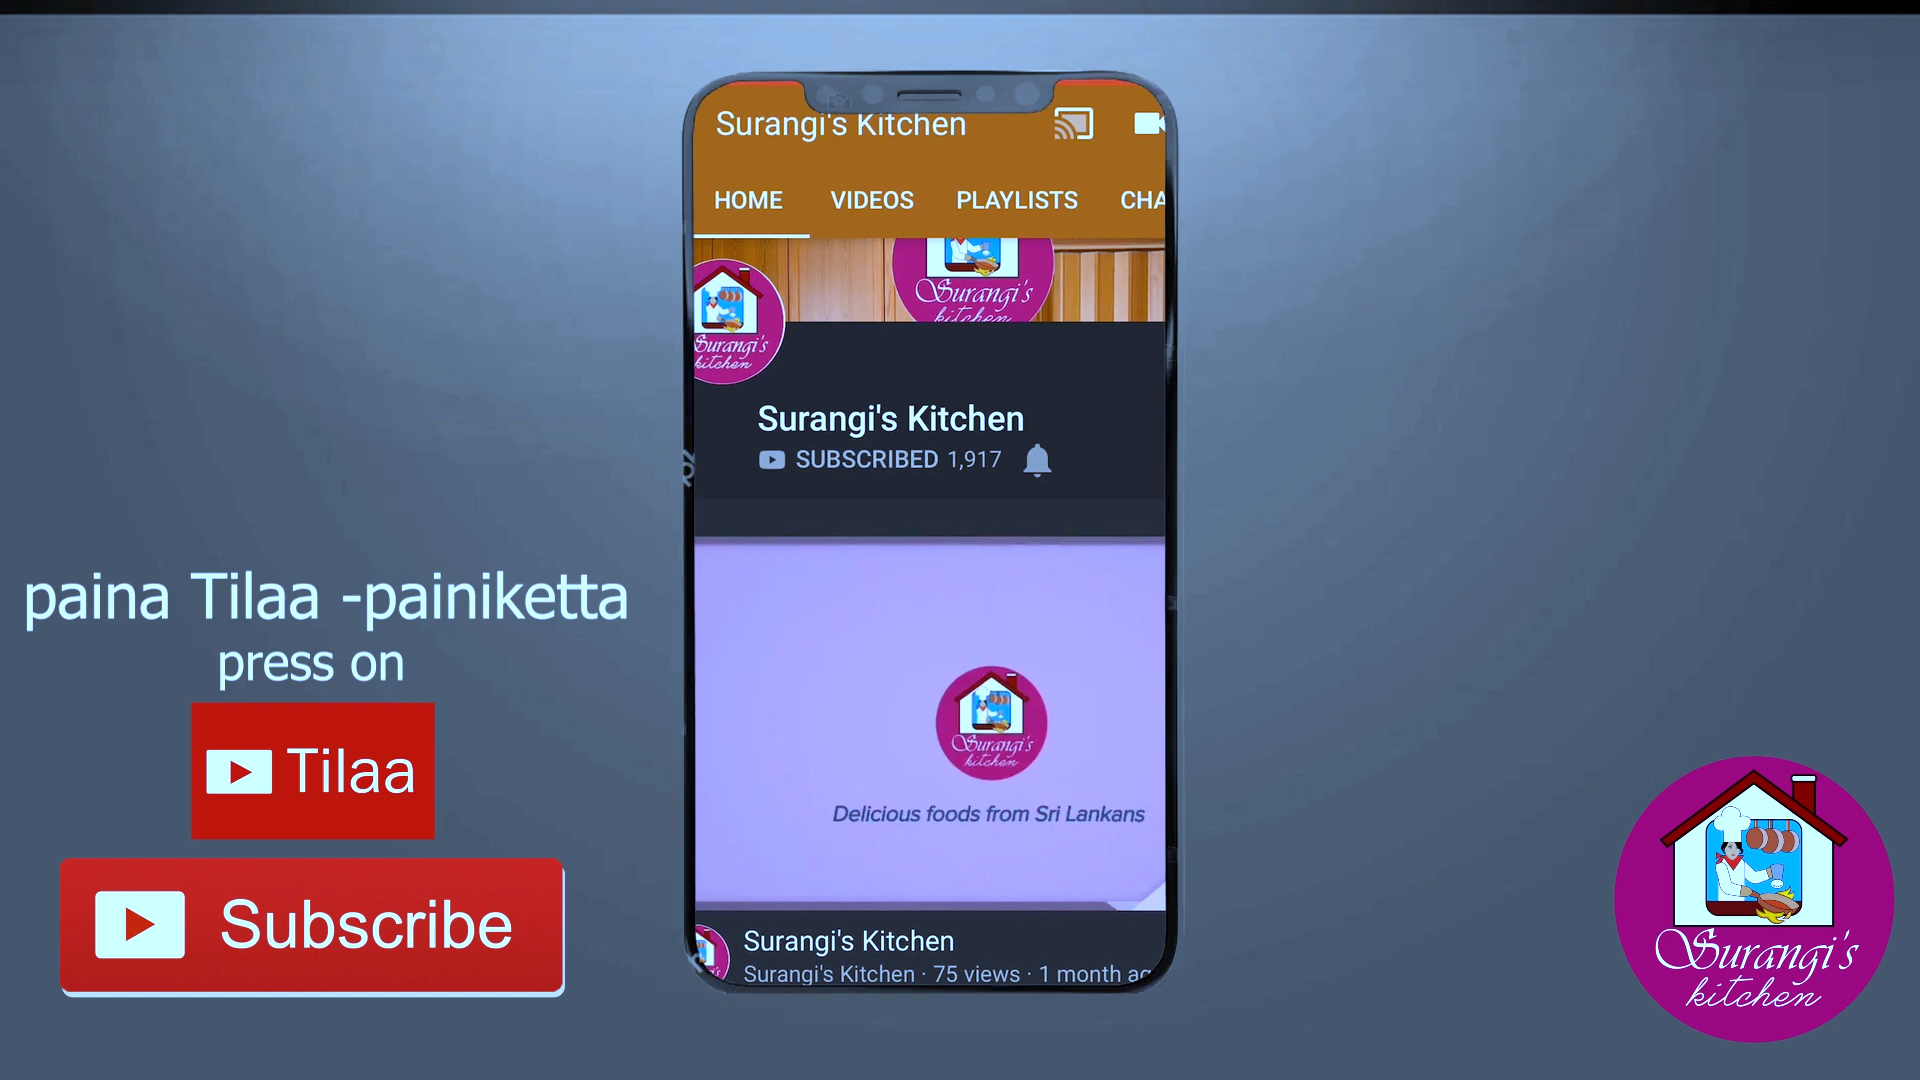 Surangi's Kitchen
HOME VIDEOS PLAYLISTS CHA
Surangi's
kitchen
Surangi's
kitchen
Surangi's Kitchen
SUBSCRIBED 1,917
paina Tilaa -painiketta
press on
Tilaa
Subscribe
Surangi's
kitchen
Delicious foods from Sri Lankans
Surangi's Kitchen
Surangi's Kitchen · 75 views · 1 month ag
Surangi's
kitchen